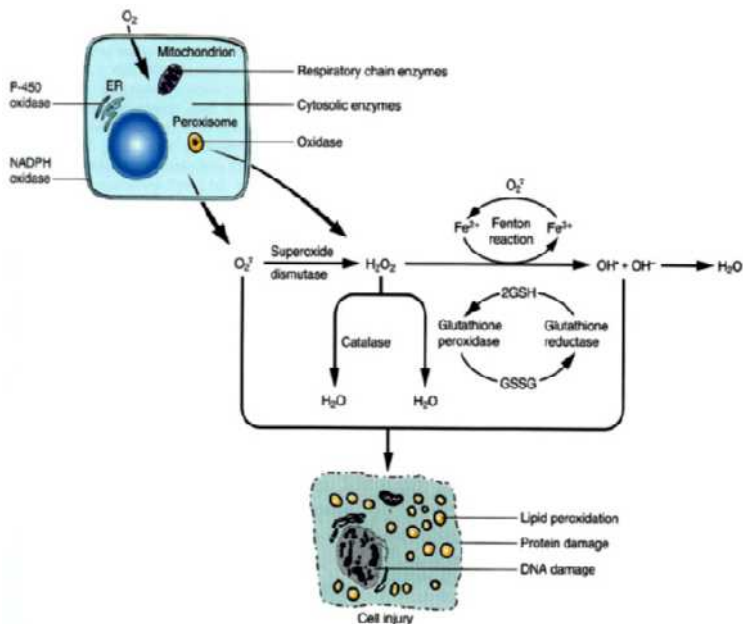 O₂
Mitochondrion
Respiratory chain enzymes
P-450
oxidase
ER
Cytosolic enzymes
Peroxisome
Oxidase
NADPH
oxidase
O₂⁻
Fe²⁺
Fenton
reaction
Fe³⁺
O₂⁻
Superoxide
dismutase
H₂O₂
OH• + OH⁻
H₂O
2GSH
Catalase
Glutathione
peroxidase
Glutathione
reductase
GSSG
H₂O
H₂O
Lipid peroxidation
Protein damage
DNA damage
Cell injury